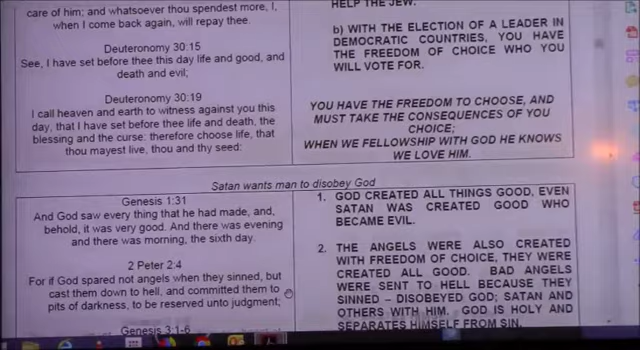 care of him; and whatsoever thou spendest more, I,
when I come back again, will repay thee.
Deuteronomy 30:15
See, I have set before thee this day life and good, and
death and evil;
Deuteronomy 30:19
I call heaven and earth to witness against you this
day, that I have set before thee life and death, the
blessing and the curse: therefore choose life, that
thou mayest live, thou and thy seed:
HELP THE JEW.
b) WITH THE ELECTION OF A LEADER IN
DEMOCRATIC COUNTRIES, YOU HAVE
THE FREEDOM OF CHOICE WHO YOU
WILL VOTE FOR.
YOU HAVE THE FREEDOM TO CHOOSE, AND
MUST TAKE THE CONSEQUENCES OF YOU
CHOICE;
WHEN WE FELLOWSHIP WITH GOD HE KNOWS
WE LOVE HIM.
Satan wants man to disobey God
Genesis 1:31
And God saw every thing that he had made, and,
behold, it was very good. And there was evening
and there was morning, the sixth day.
2 Peter 2:4
For if God spared not angels when they sinned, but
cast them down to hell, and committed them to
pits of darkness, to be reserved unto judgment;
Genesis 3:1-6
1. GOD CREATED ALL THINGS GOOD, EVEN
SATAN WAS CREATED GOOD WHO
BECAME EVIL.
2. THE ANGELS WERE ALSO CREATED
WITH FREEDOM OF CHOICE, THEY WERE
CREATED ALL GOOD. BAD ANGELS
WERE SENT TO HELL BECAUSE THEY
SINNED – DISOBEYED GOD; SATAN AND
OTHERS WITH HIM. GOD IS HOLY AND
SEPARATES HIMSELF FROM SIN.